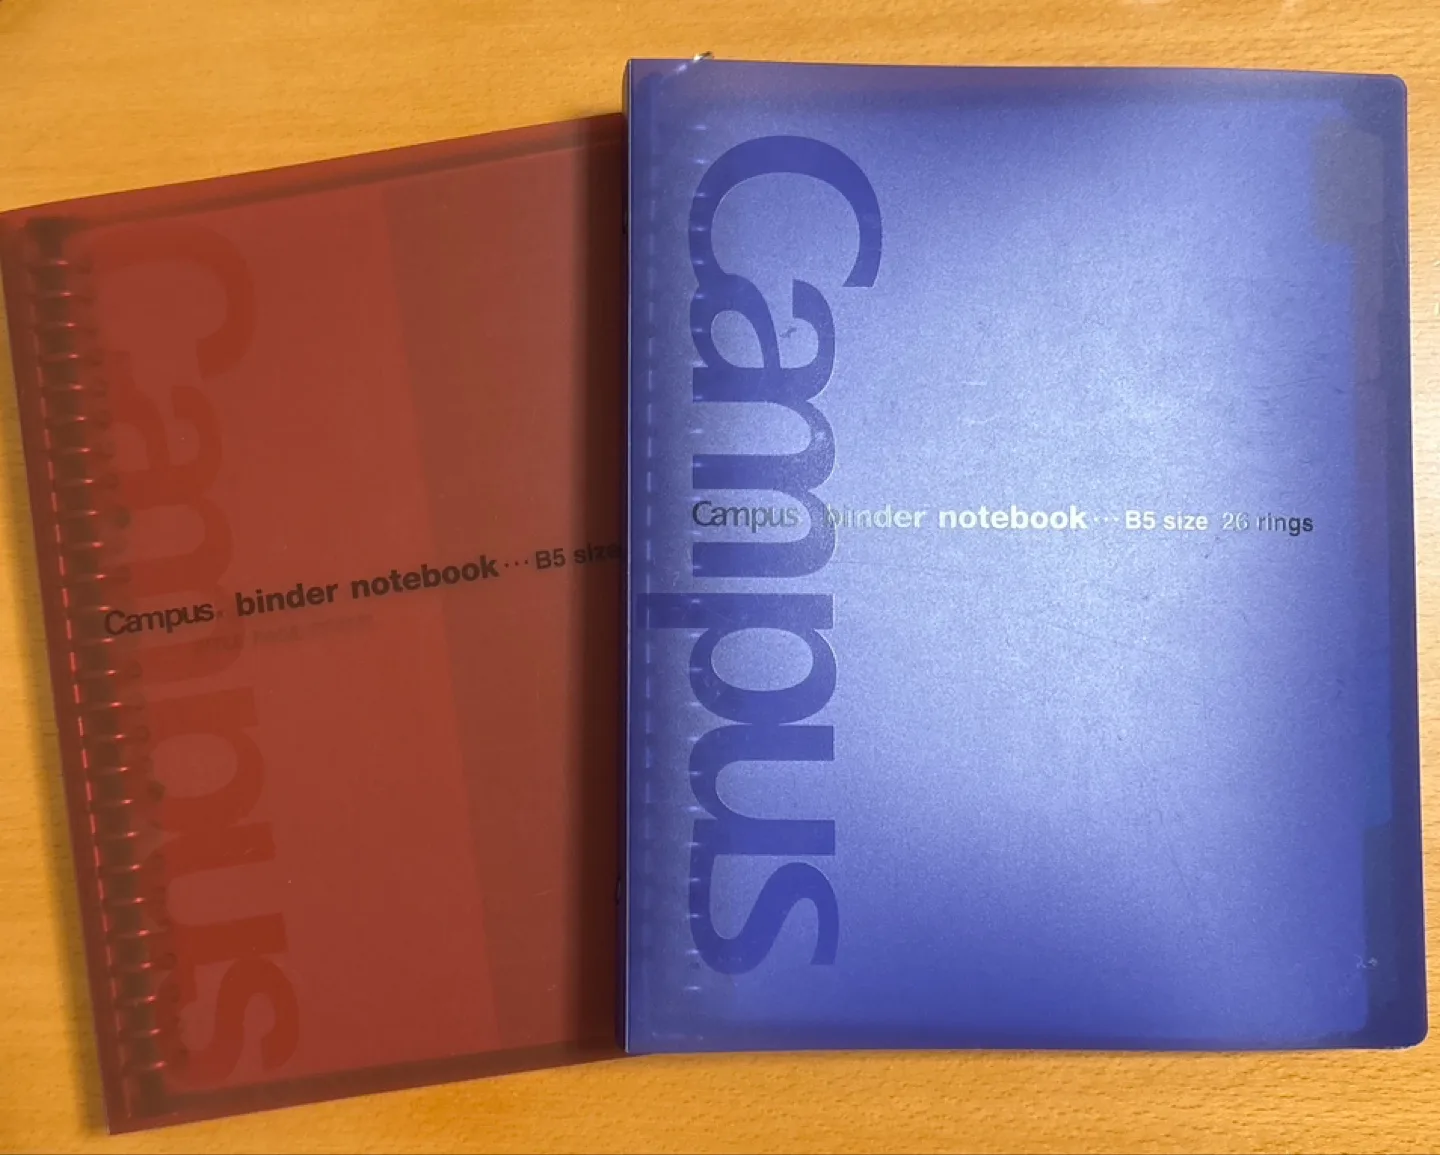 Campus
Campus binder notebook ··· B5 size
Campus
Campus binder notebook ··· B5 size 26 rings